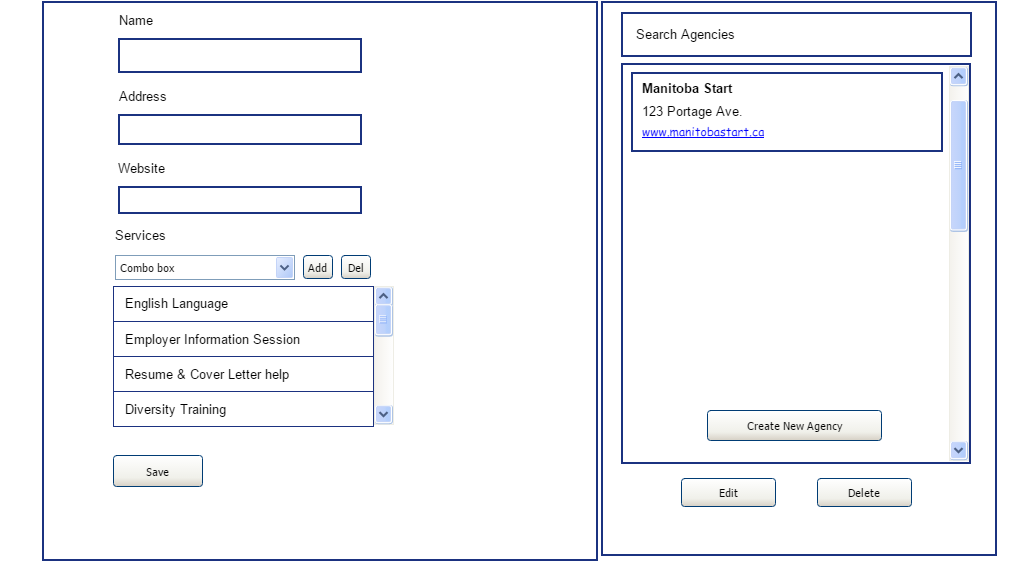 Name
Address
Website
Services
Combo box
Add
Del
English Language
Employer Information Session
Resume & Cover Letter help
Diversity Training
Save
Search Agencies
Manitoba Start
123 Portage Ave.
www.manitobastart.ca
Create New Agency
Edit
Delete